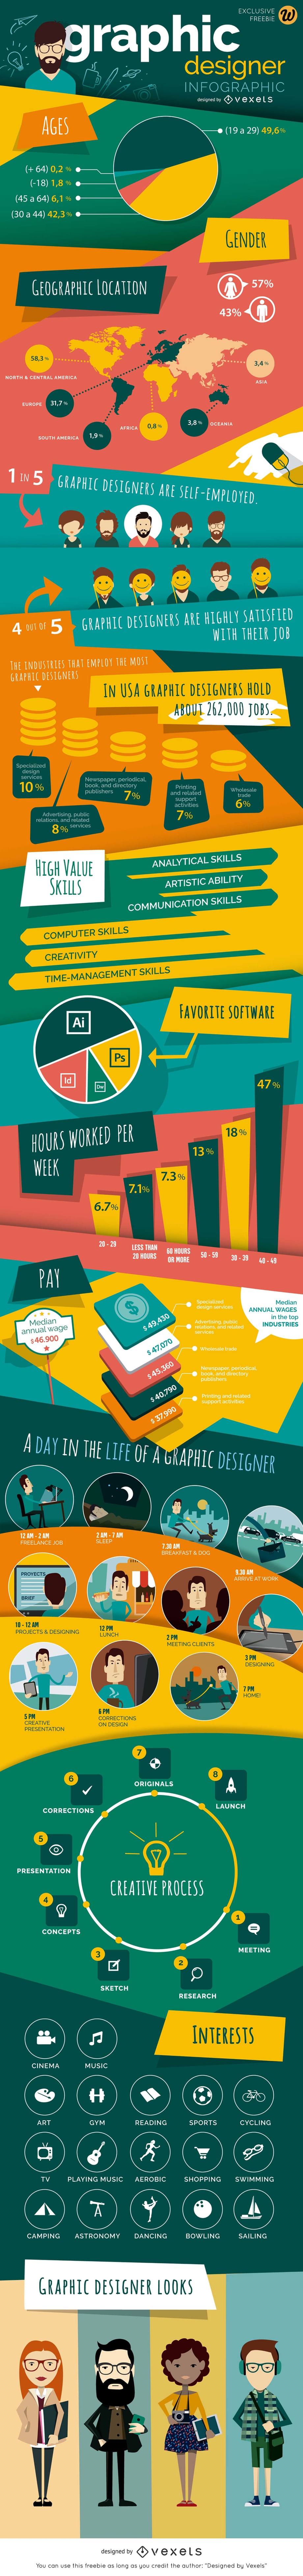 EXCLUSIVE
FREEBIE
graphic
designer
INFOGRAPHIC
designed by vexels
AGES
(19 a 29) 49,6%
(+ 64) 0,2 %
(-18) 1,8 %
(45 a 64) 6,1 %
(30 a 44) 42,3 %
GENDER
57%
43%
GEOGRAPHIC LOCATION
58,3 %
NORTH & CENTRAL AMERICA
3,4 %
ASIA
EUROPE
31,7 %
SOUTH AMERICA
1,9 %
AFRICA
0,8 %
3,8 %
OCEANIA
1 IN 5
GRAPHIC DESIGNERS ARE SELF-EMPLOYED.
4 OUT OF 5
GRAPHIC DESIGNERS ARE HIGHLY SATISFIED
WITH THEIR JOB
THE INDUSTRIES THAT EMPLOY THE MOST
GRAPHIC DESIGNERS
IN USA GRAPHIC DESIGNERS HOLD
ABOUT 262,000 JOBS.
Specialized
design
services
10 %
Advertising, public
relations, and related
services
8 %
Newspaper, periodical,
book, and directory
publishers
7%
Printing
and related
support
activities
7%
Wholesale
trade
6%
HIGH VALUE
SKILLS
ANALYTICAL SKILLS
ARTISTIC ABILITY
COMMUNICATION SKILLS
COMPUTER SKILLS
CREATIVITY
TIME-MANAGEMENT SKILLS
FAVORITE SOFTWARE
Ai
Ps
Id
Dw
HOURS WORKED PER
WEEK
6.7%
7.1%
7.3%
13 %
18 %
47 %
20 - 29
LESS THAN
20 HOURS
60 HOURS
OR MORE
50 - 59
30 - 39
40 - 49
PAY
Median
annual wage
$46.900
$ 49,430
$ 47,070
$ 45,360
$ 40,790
$ 37,990
Specialized
design services
Advertising, public
relations, and related
services
Wholesale trade
Newspaper, periodical,
book, and directory
publishers
Printing and related
support activities
Median
ANNUAL WAGES
in the top
INDUSTRIES
A DAY IN THE LIFE OF A GRAPHIC DESIGNER
12 AM - 2 AM
FREELANCE JOB
2 AM - 7 AM
SLEEP
7.30 AM
BREAKFAST & DOG
9.30 AM
ARRIVE AT WORK
PROYECTS
BRIEF
10 - 12 AM
PROJECTS & DESIGNING
12 PM
LUNCH
2 PM
MEETING CLIENTS
3 PM
DESIGNING
5 PM
CREATIVE
PRESENTATION
6 PM
CORRECTIONS
ON DESIGN
7 PM
HOME!
7
ORIGINALS
8
LAUNCH
6
CORRECTIONS
5
PRESENTATION
4
CONCEPTS
CREATIVE PROCESS
1
MEETING
3
SKETCH
2
RESEARCH
INTERESTS
CINEMA
MUSIC
ART
GYM
READING
SPORTS
CYCLING
TV
PLAYING MUSIC
AEROBIC
SHOPPING
SWIMMING
CAMPING
ASTRONOMY
DANCING
BOWLING
SAILING
GRAPHIC DESIGNER LOOKS
designed by vexels
You can use this freebie as long as you credit the author: "Designed by Vexels"